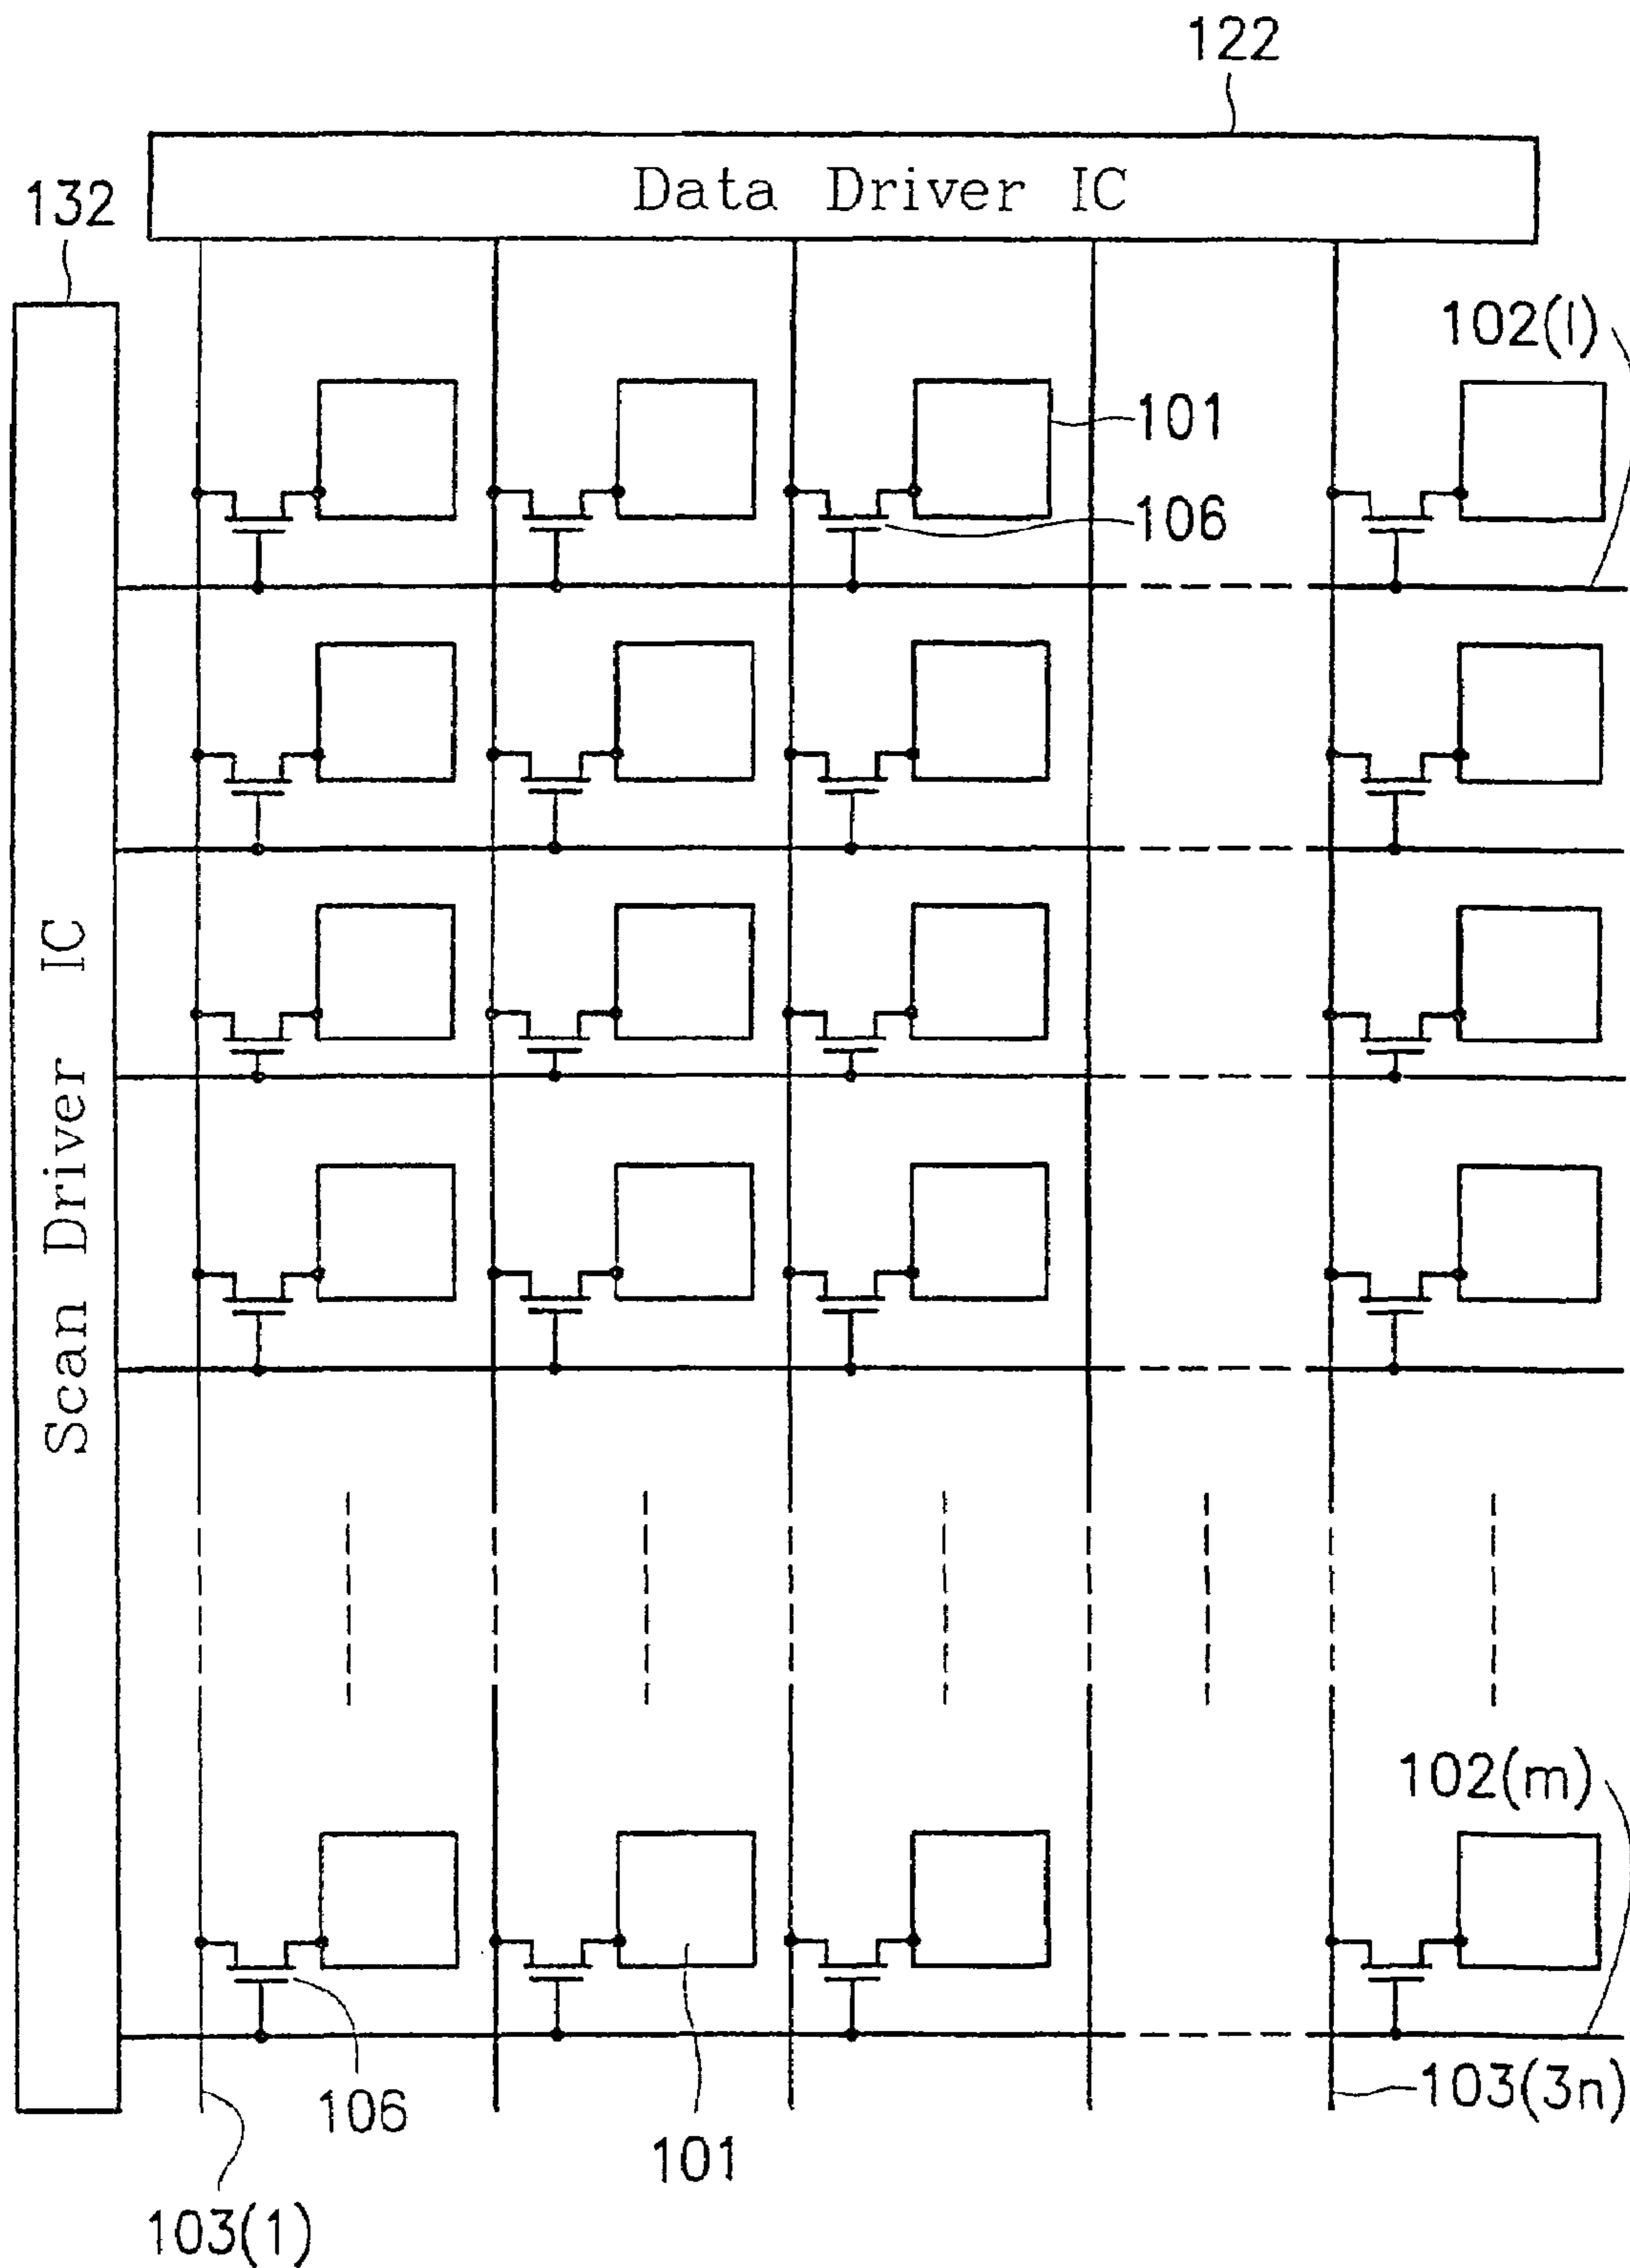 122
Data Driver IC
132
102(l)
101
106
Scan Driver IC
102(m)
103(3n)
106
101
103(1)